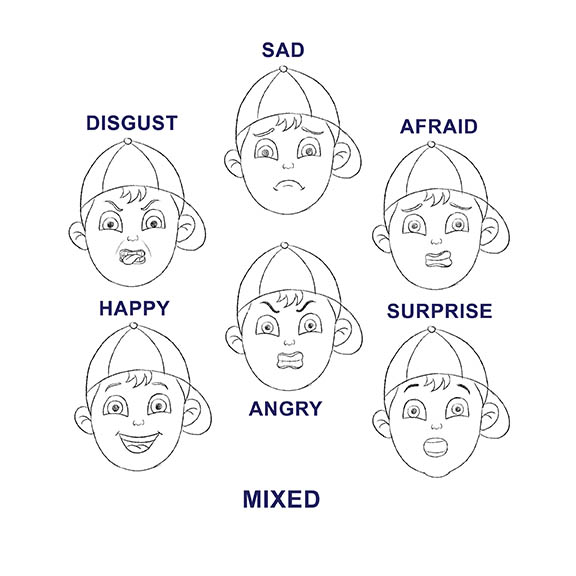 SAD
DISGUST
AFRAID
HAPPY
SURPRISE
ANGRY
MIXED